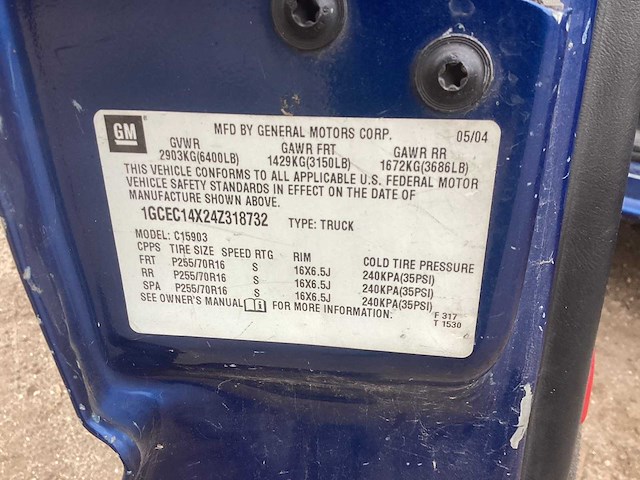 GM
MFD BY GENERAL MOTORS CORP. 05/04
GVWR GAWR FRT GAWR RR
2903KG(6400LB) 1429KG(3150LB) 1672KG(3686LB)
THIS VEHICLE CONFORMS TO ALL APPLICABLE U.S. FEDERAL MOTOR
VEHICLE SAFETY STANDARDS IN EFFECT ON THE DATE OF
MANUFACTURE SHOWN ABOVE.
1GCEC14X24Z318732 TYPE: TRUCK
MODEL: C15903
CPPS TIRE SIZE SPEED RTG RIM COLD TIRE PRESSURE
FRT P255/70R16 S 16X6.5J 240KPA(35PSI)
RR P255/70R16 S 16X6.5J 240KPA(35PSI)
SPA P255/70R16 S 16X6.5J 240KPA(35PSI)
SEE OWNER'S MANUAL FOR MORE INFORMATION.
F 317
T 1530